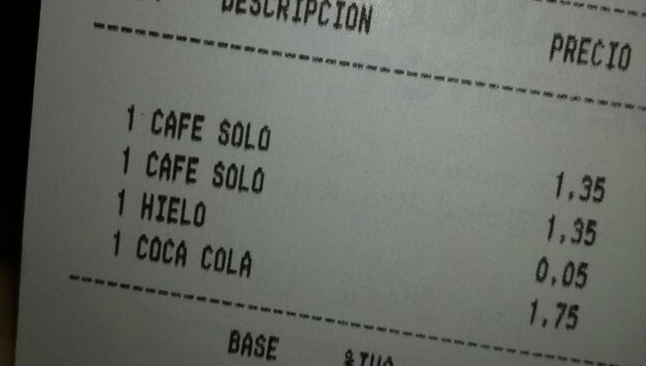 DESCRIPCION PRECIO
1 CAFE SOLO 1,35
1 CAFE SOLO 1,35
1 HIELO 0,05
1 COCA COLA 1,75
BASE %IVA